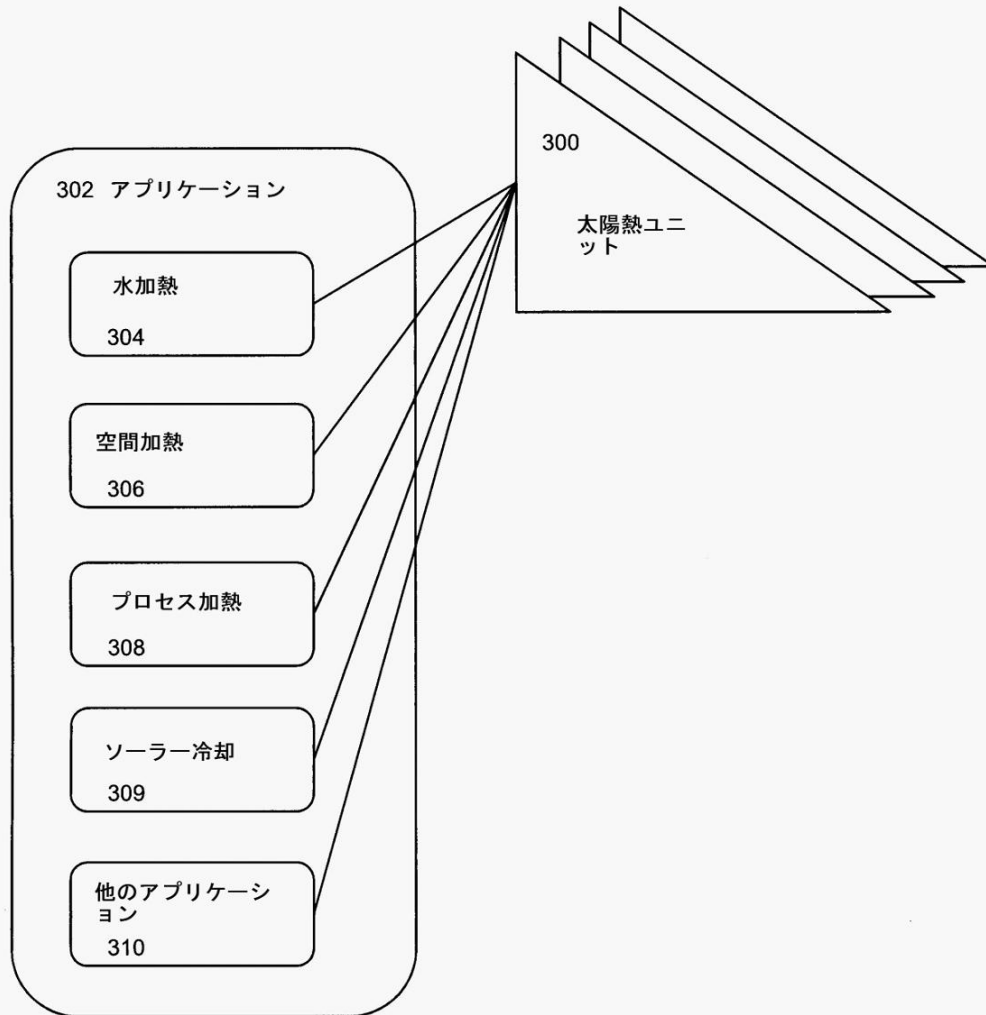 300
太陽熱ユニ
ット
302 アプリケーション
水加熱
304
空間加熱
306
プロセス加熱
308
ソーラー冷却
309
他のアプリケーシ
ョン
310